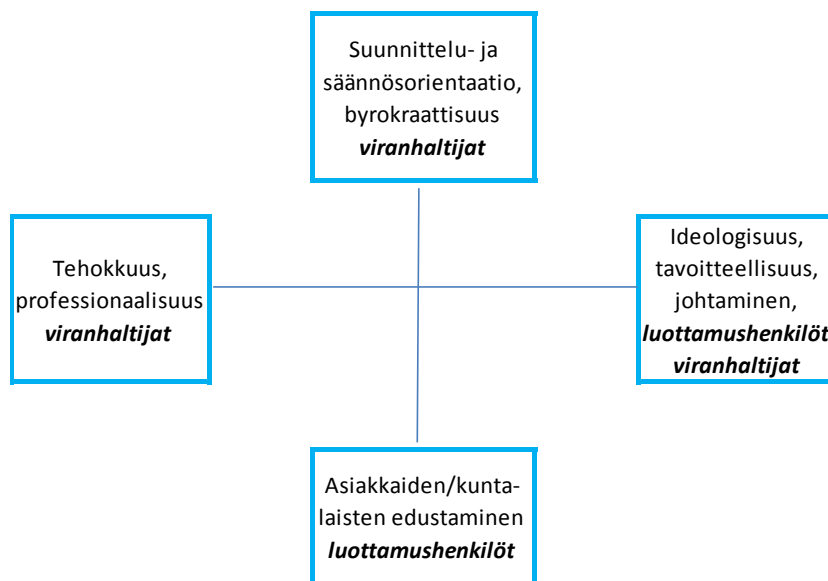 Suunnittelu- ja
säännösorientaatio,
byrokraattisuus
viranhaltijat
Tehokkuus,
professionaalisuus
viranhaltijat
Ideologisuus,
tavoitteellisuus,
johtaminen,
luottamushenkilöt
viranhaltijat
Asiakkaiden/kunta-
laisten edustaminen
luottamushenkilöt